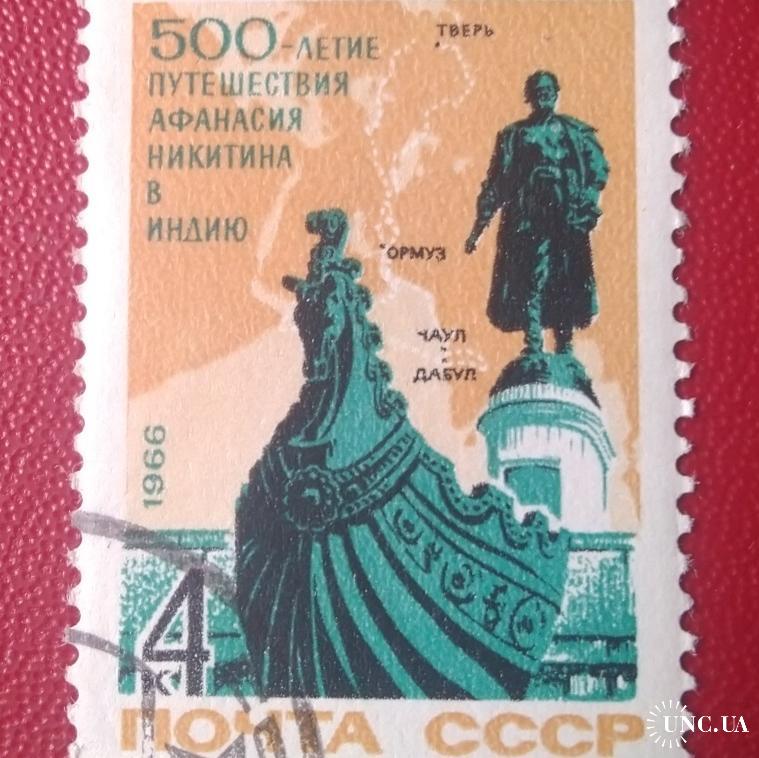 500-ЛЕТИЕ
ПУТЕШЕСТВИЯ
АФАНАСИЯ
НИКИТИНА
В
ИНДИЮ
ТВЕРЬ
ОРМУЗ
ЧАУЛ
ДАБУЛ
1966
4
К
ПОЧТА СССР
UNC.UA